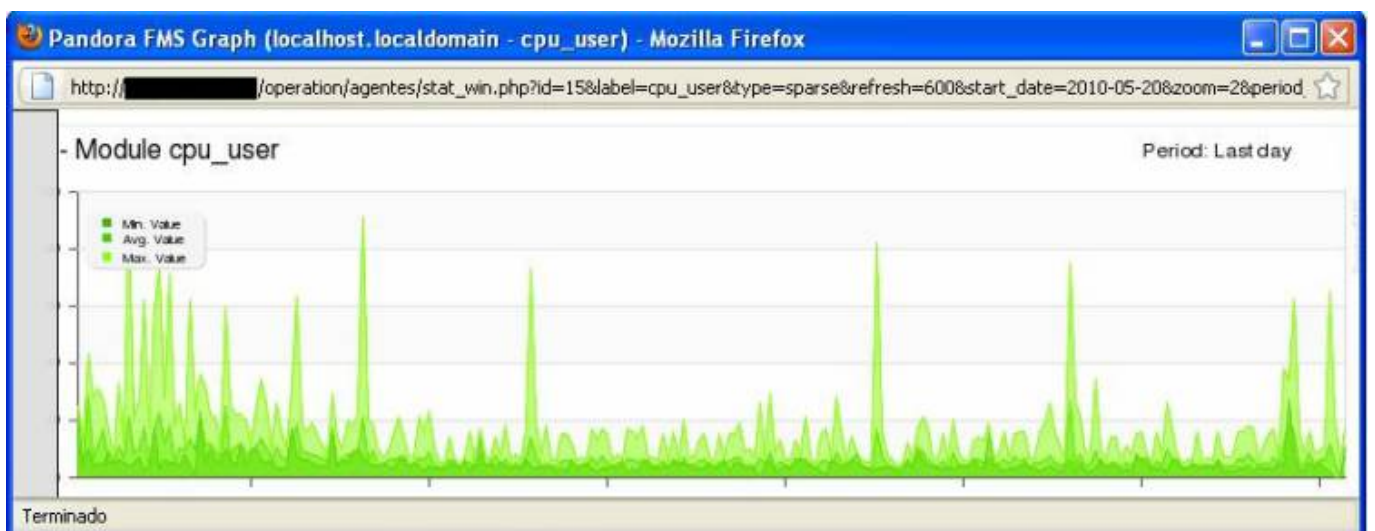 Pandora FMS Graph (localhost.localdomain - cpu_user) - Mozilla Firefox
http:// /operation/agentes/stat_win.php?id=15&label=cpu_user&type=sparse&refresh=600&start_date=2010-05-20&zoom=2&period_
- Module cpu_user
Period: Last day
Min. Value
Avg. Value
Max. Value
Terminado